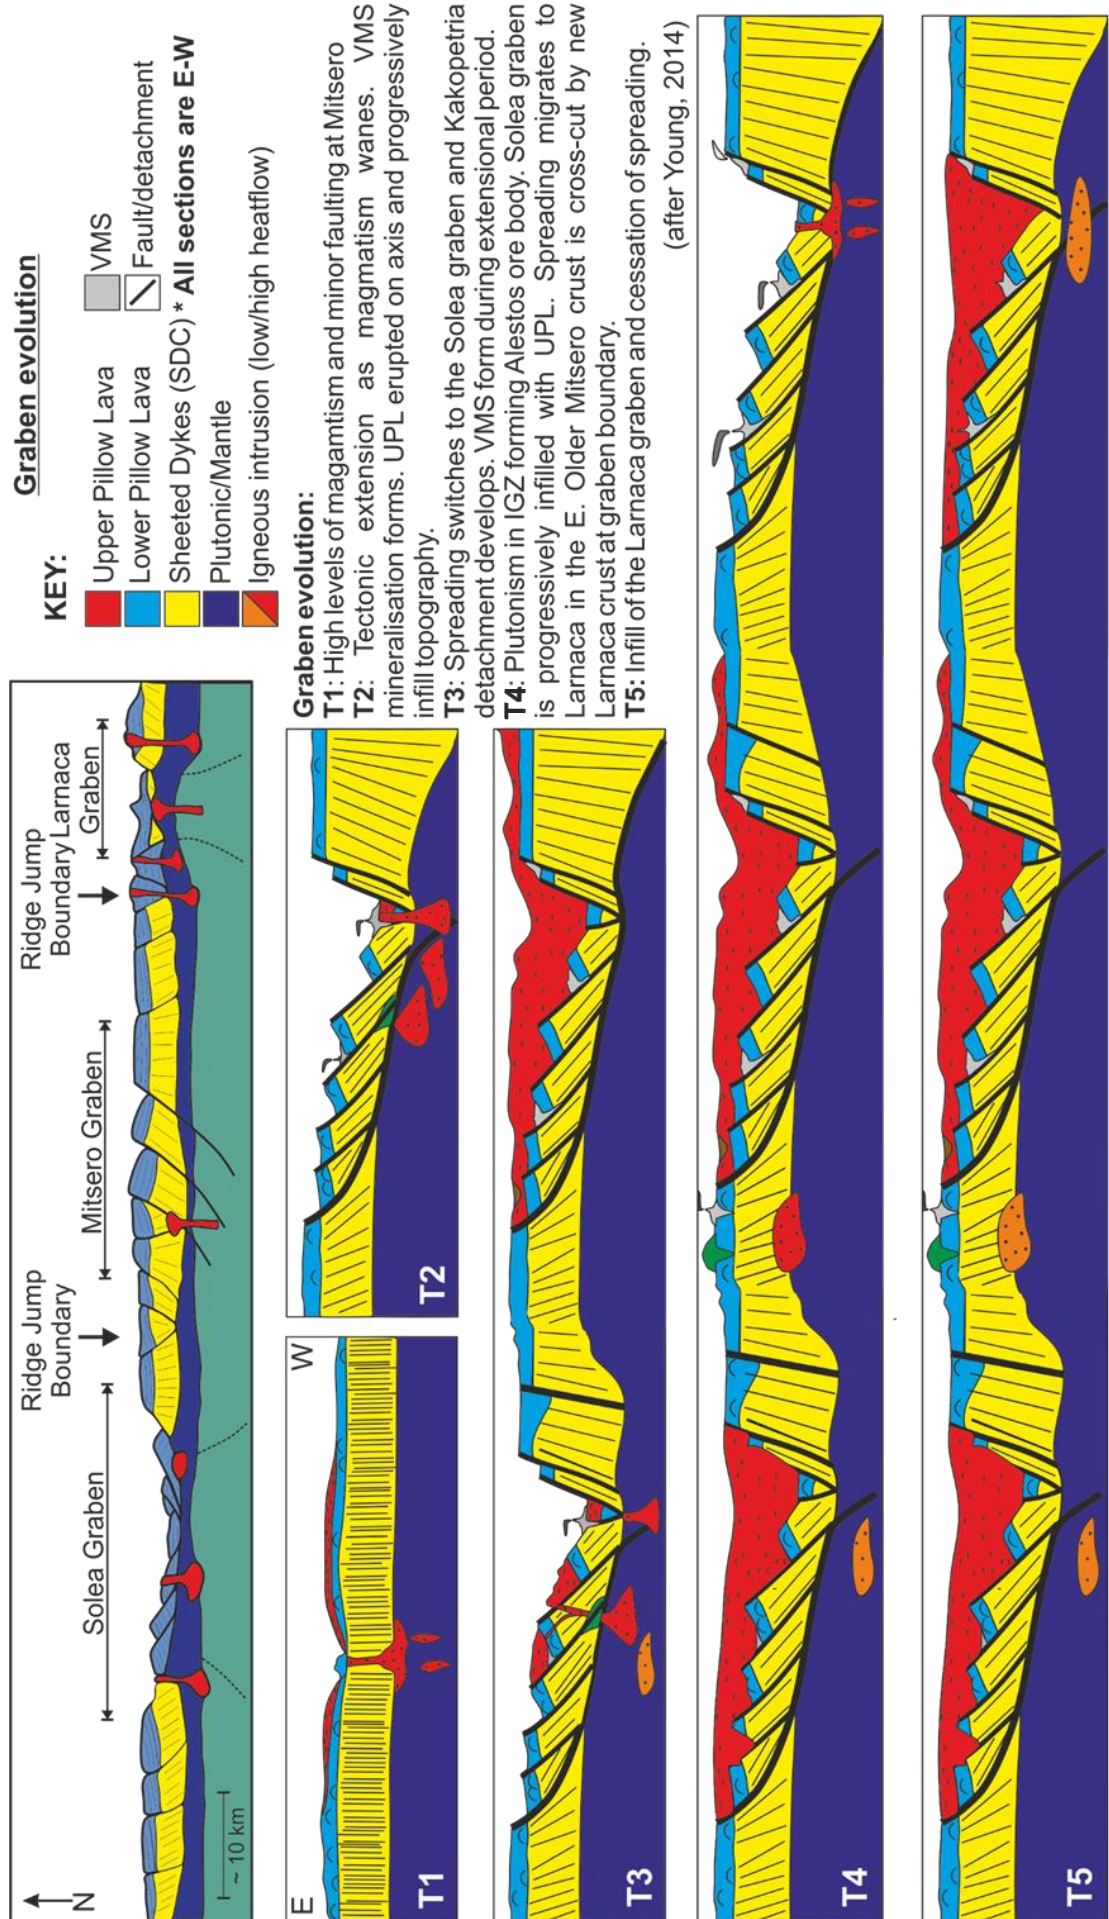 Graben evolution
KEY:
Upper Pillow Lava
Lower Pillow Lava
Sheeted Dykes (SDC)
Plutonic/Mantle
Igneous intrusion (low/high heatflow)
VMS
Fault/detachment
* All sections are E-W
N
~ 10 km
Solea Graben
Ridge Jump
Boundary
Mitsero Graben
Ridge Jump
Boundary
Larnaca
Graben
Graben evolution:
T1: High levels of magamtism and minor faulting at Mitsero
T2: Tectonic extension as magmatism wanes. VMS
mineralisation forms. UPL erupted on axis and progressively
infill topography.
T3: Spreading switches to the Solea graben and Kakopetria
detachment develops. VMS form during extensional period.
T4: Plutonism in IGZ forming Alestos ore body. Solea graben
is progressively infilled with UPL. Spreading migrates to
Larnaca in the E. Older Mitsero crust is cross-cut by new
Larnaca crust at graben boundary.
T5: Infill of the Larnaca graben and cessation of spreading.
(after Young, 2014)
E
W
T1
T2
T3
T4
T5